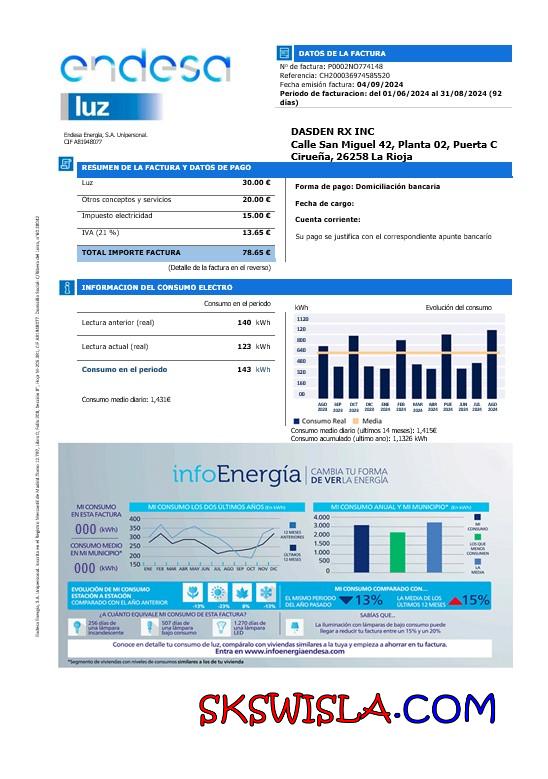 endesa
luz
Endesa Energía, S.A. Unipersonal.
CIF A81948077
DATOS DE LA FACTURA
Nº de factura: P0002NO774148
Referencia: CH200036974585520
Fecha emisión factura: 04/09/2024
Periodo de facturacion: del 01/06/2024 al 31/08/2024 (92
dias)
DASDEN RX INC
Calle San Miguel 42, Planta 02, Puerta C
Cirueña, 26258 La Rioja
RESUMEN DE LA FACTURA Y DATOS DE PAGO
Luz 30.00 €
Otros conceptos y servicios 20.00 €
Impuesto electricidad 15.00 €
IVA (21 %) 13.65 €
TOTAL IMPORTE FACTURA 78.65 €
(Detalle de la factura en el reverso)
Forma de pago: Domiciliación bancaria
Fecha de cargo:
Cuenta corriente:
Su pago se justifica con el correspondiente apunte bancario
INFORMACION DEL CONSUMO ELECTRO
Consumo en el periodo
Lectura anterior (real) 140 kWh
Lectura actual (real) 123 kWh
Consumo en el periodo 143 kWh
Consumo medio diario: 1,431€
kWh Evolución del consumo
1120
1200
1000
800
620
360
160
00
AGO SEP OCT DIC ENE FEB MAR ABR PUE JUN JUL AGO
2023 2023 2023 2023 2024 2024 2024 2024 2024 2024 2024 2024
Consumo Real Media
Consumo medio diario (ultimos 14 meses): 1,415€
Consumo acumulado (ultimo ano): 1,1326 kWh
infoEnergía CAMBIA TU FORMA
DE VER LA ENERGÍA
MI CONSUMO
EN ESTA FACTURA
000 (kWh)
CONSUMO MEDIO
EN MI MUNICIPIO*
000 (kWh)
MI CONSUMO LOS DOS ÚLTIMOS AÑOS (En kWh)
400
350
300
200
150
ENE FEB MAR ABR MAY JUN JUL AGO SEP OCT NOV DIC
12 MESES
ANTERIORES
ÚLTIMOS
12 MESES
MI CONSUMO ANUAL Y MI MUNICIPIO* (En kWh)
4.000
3.000
2.000
1.000
500
0
MI
CONSUMO
LOS QUE
MENOS
CONSUMEN
LA
MEDIA
EVOLUCIÓN DE MI CONSUMO
ESTACIÓN A ESTACIÓN
COMPARADO CON EL AÑO ANTERIOR
-13% -23% 8% -13%
MI CONSUMO COMPARADO CON...
EL MISMO PERIODO
DEL AÑO PASADO
13%
LA MEDIA DE LOS
ÚLTIMOS 12 MESES
15%
¿A CUÁNTO EQUIVALE MI CONSUMO DE ESTA FACTURA?
256 días de
una lámpara
incandescente
507 días de
una lámpara
bajo consumo
1.270 días de
una lámpara
LED
SABÍAS QUE...
La iluminación con lámparas de bajo consumo puede
llegar a reducir tu factura entre un 15% y un 20%
Conoce en detalle tu consumo de luz, compáralo con viviendas similares a la tuya y empieza a ahorrar en tu factura.
Entra en www.infoenergiaendesa.com
*Segmento de viviendas con niveles de consumo similares a los de tu vivienda
SKSWISLA.COM